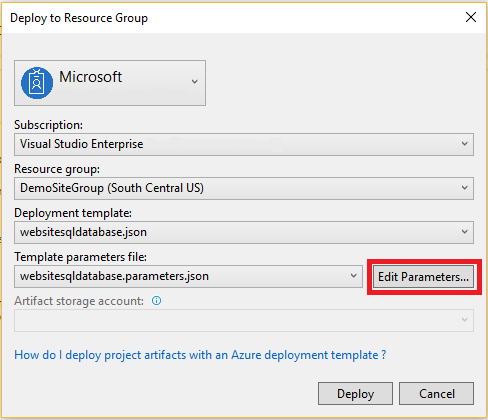 Deploy to Resource Group
Microsoft
Subscription:
Visual Studio Enterprise
Resource group:
DemoSiteGroup (South Central US)
Deployment template:
websitesqldatabase.json
Template parameters file:
websitesqldatabase.parameters.json
Edit Parameters...
Artifact storage account:
How do I deploy project artifacts with an Azure deployment template ?
Deploy
Cancel